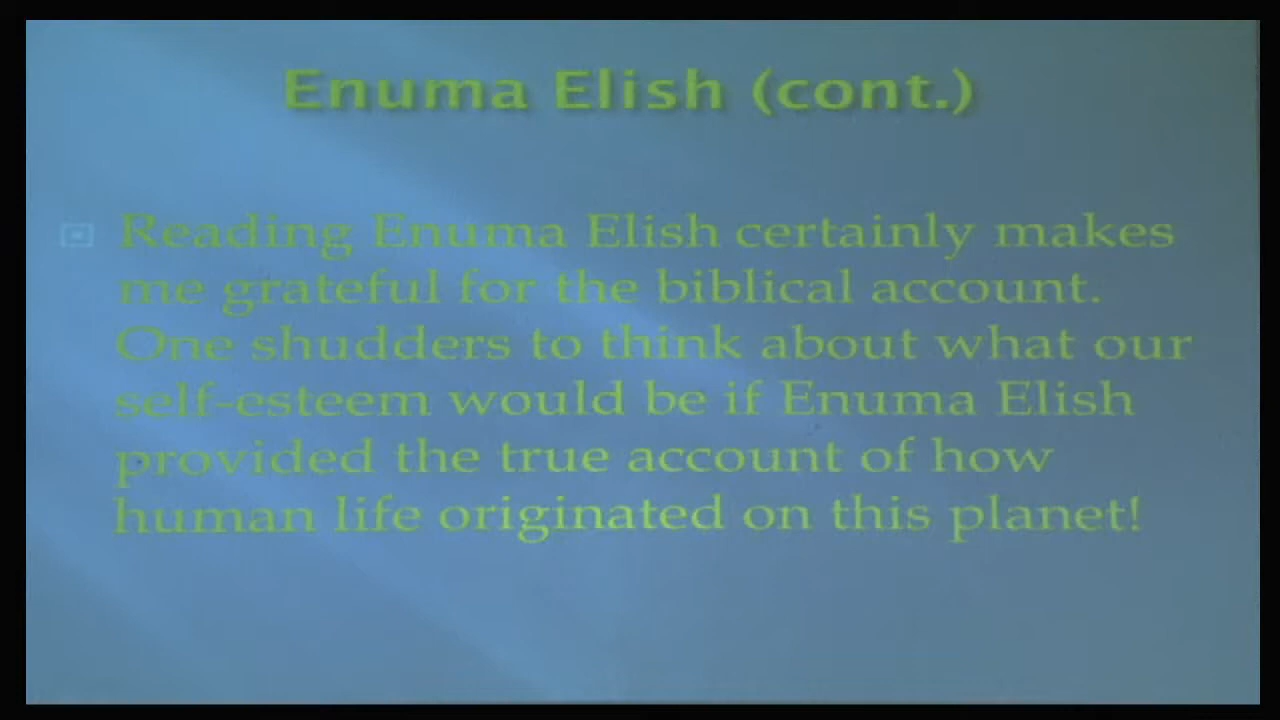 Enuma Elish (cont.)
Reading Enuma Elish certainly makes
me grateful for the biblical account.
One shudders to think about what our
self-esteem would be if Enuma Elish
provided the true account of how
human life originated on this planet!